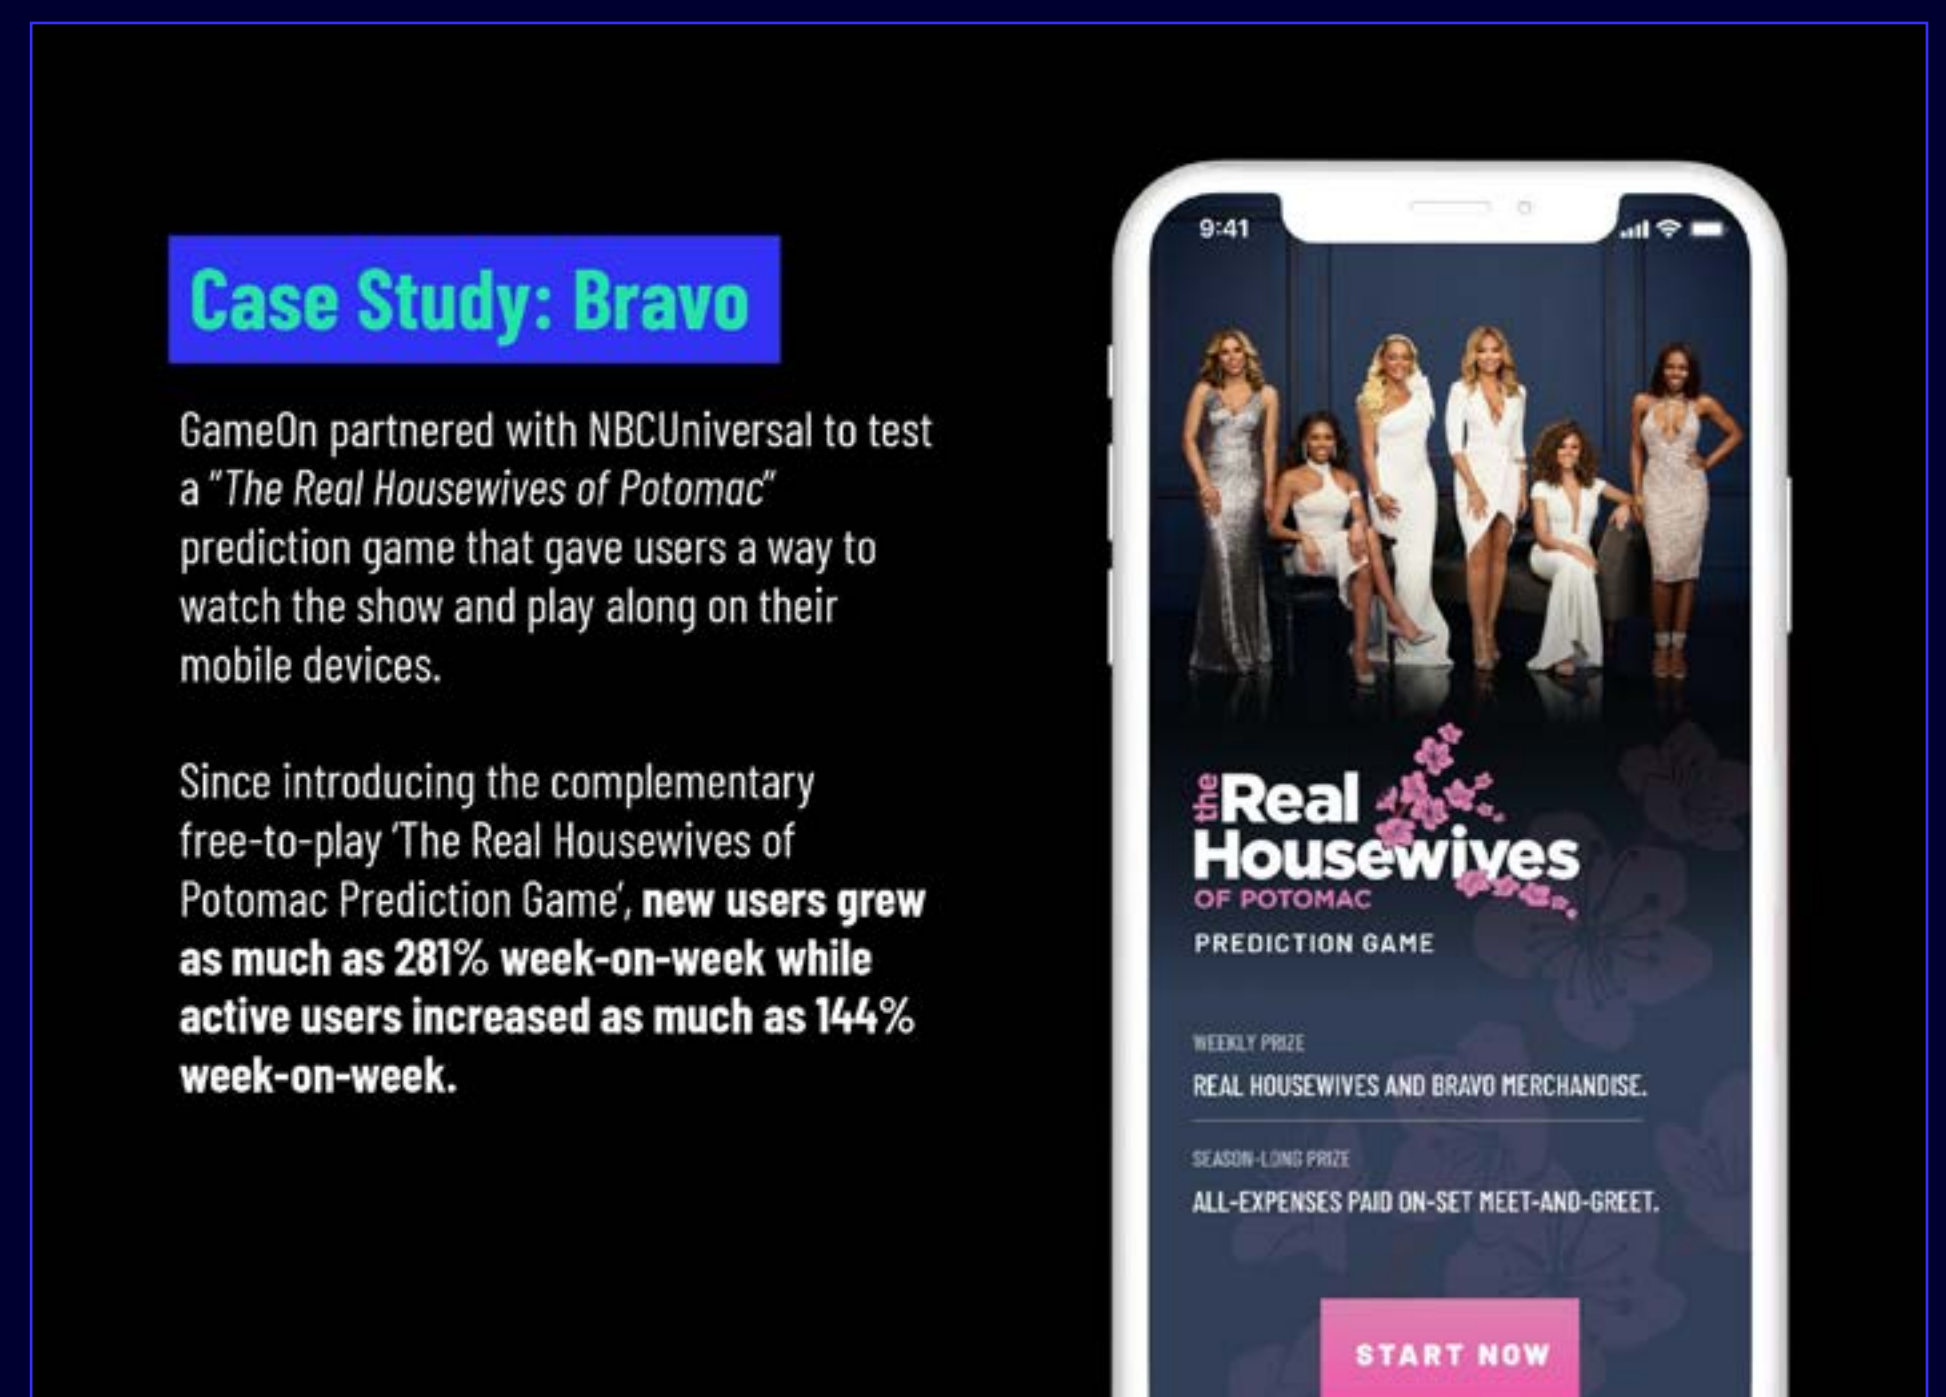 Case Study: Bravo
GameOn partnered with NBCUniversal to test
a "The Real Housewives of Potomac"
prediction game that gave users a way to
watch the show and play along on their
mobile devices.
Since introducing the complementary
free-to-play 'The Real Housewives of
Potomac Prediction Game', new users grew
as much as 281% week-on-week while
active users increased as much as 144%
week-on-week.
9:41
the Real
Housewives
OF POTOMAC
PREDICTION GAME
WEEKLY PRIZE
REAL HOUSEWIVES AND BRAVO MERCHANDISE.
SEASON-LONG PRIZE
ALL-EXPENSES PAID ON-SET MEET-AND-GREET.
START NOW